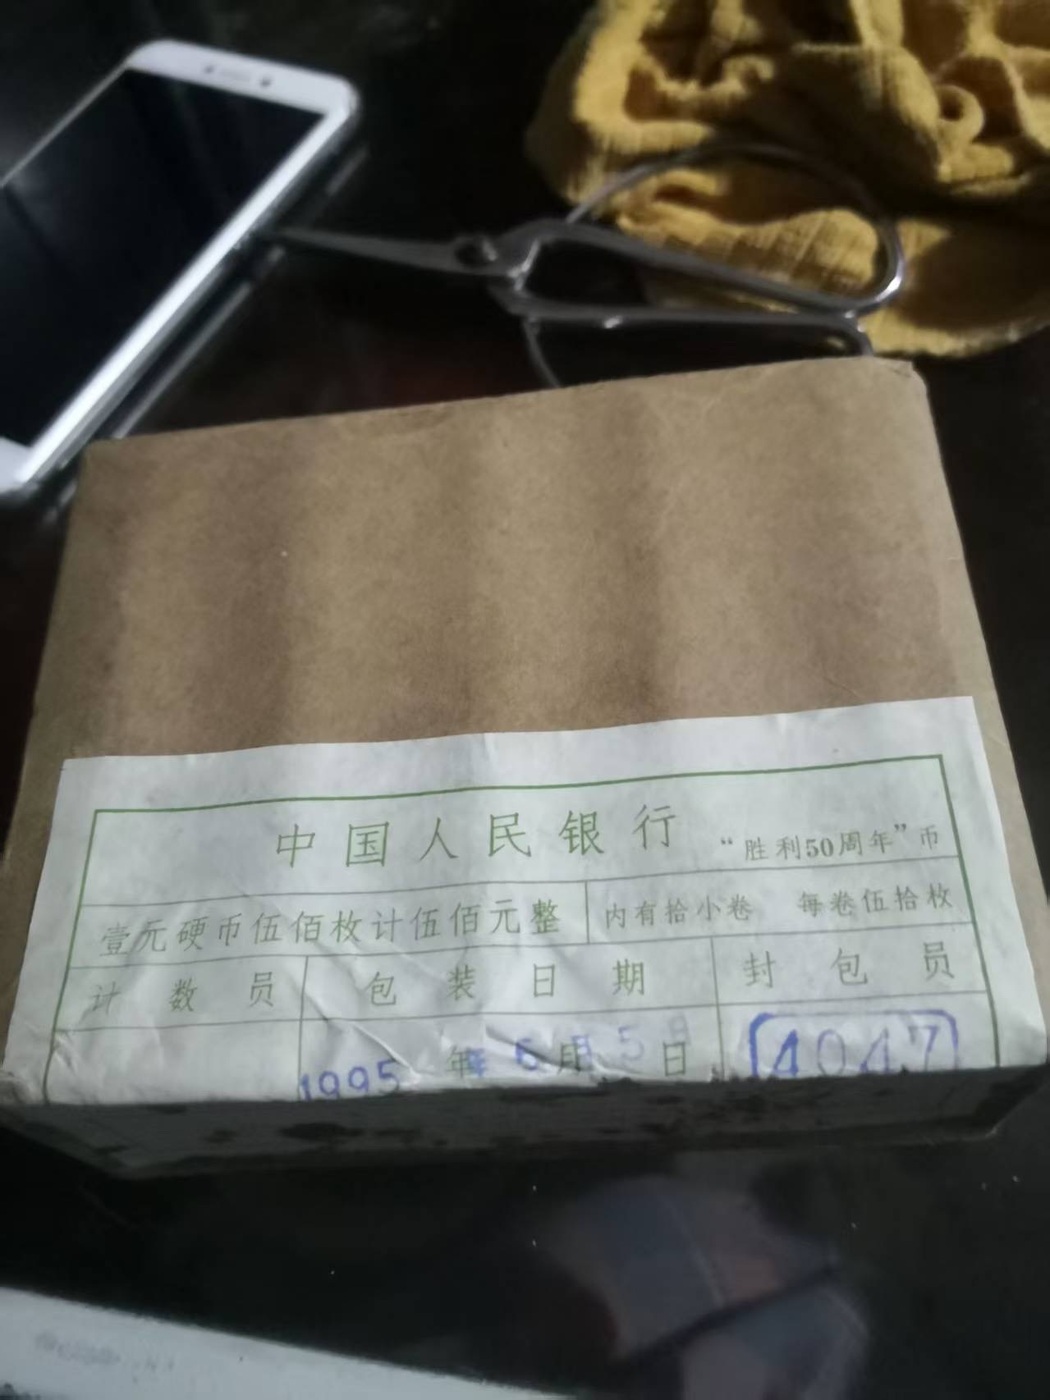 中国人民银行 “胜利50周年”币
壹元硬币伍佰枚计伍佰元整 内有拾小卷 每卷伍拾枚
计数员 包装日期 封包员
1995年6月5日 4047